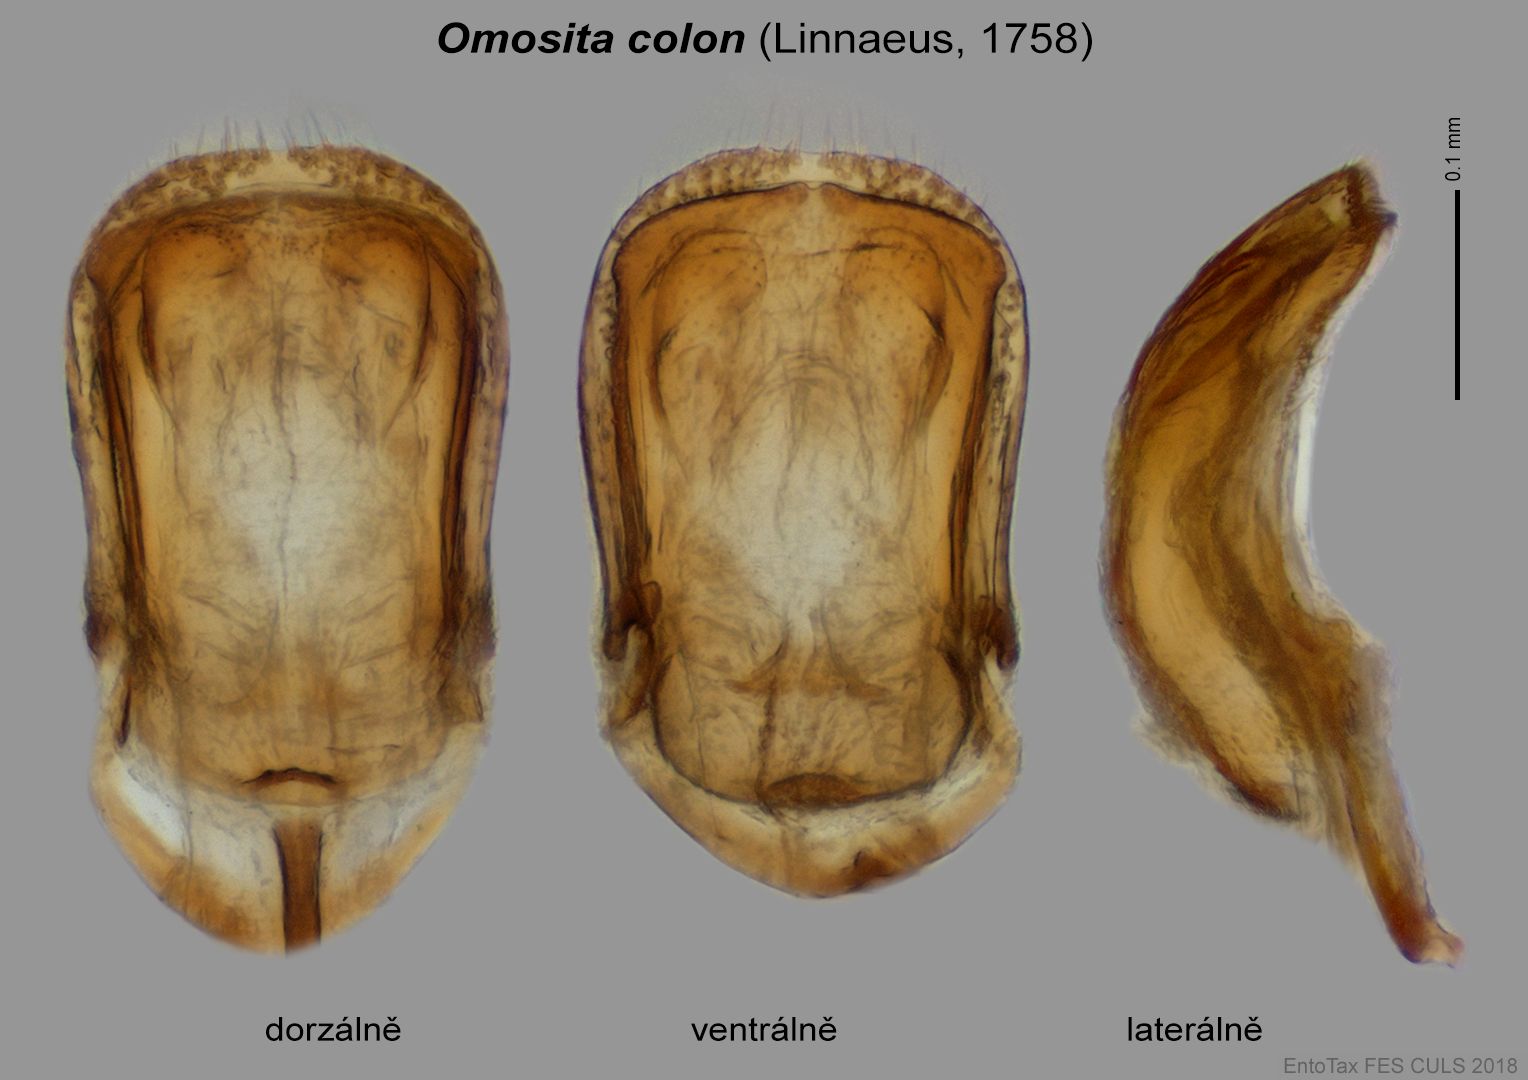 Omosita colon (Linnaeus, 1758)
0.1 mm
dorzálně
ventrálně
laterálně
EntoTax FES CULS 2018